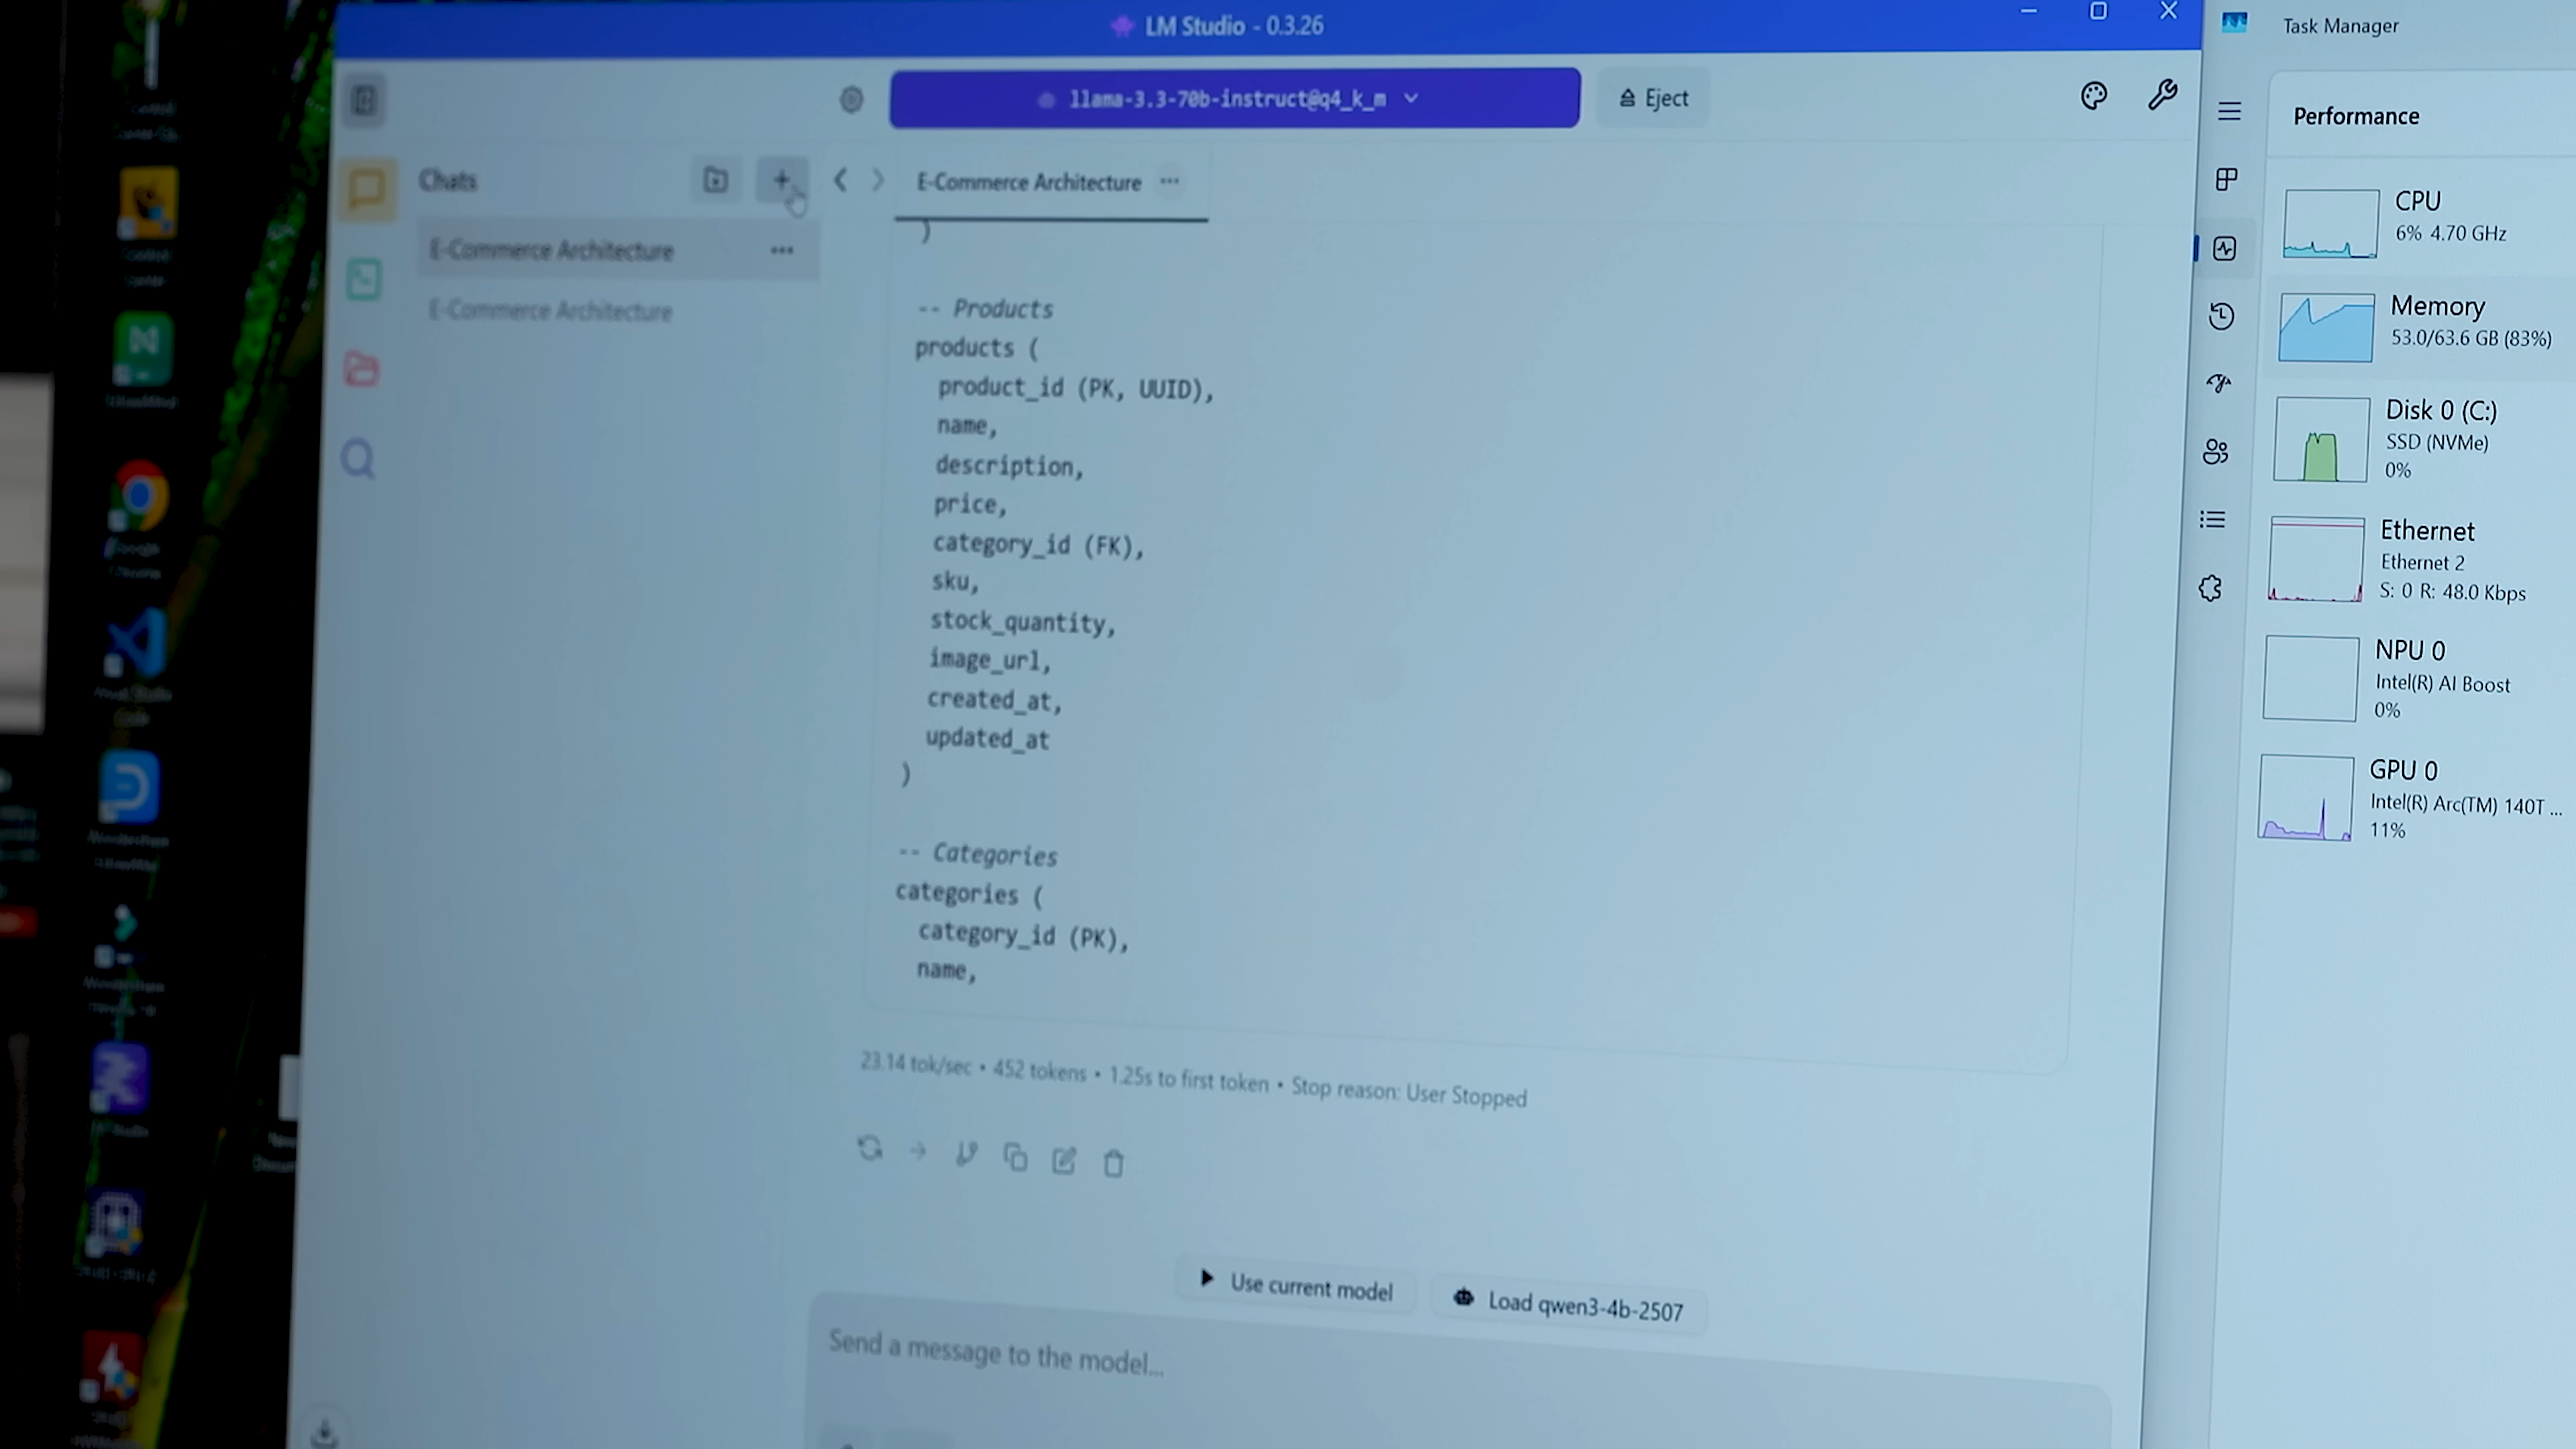 LM Studio - 0.3.26
llama-3.3-70b-instruct@q4_k_m
Eject
Chats
E-Commerce Architecture
E-Commerce Architecture
E-Commerce Architecture
)
-- Products
products (
product_id (PK, UUID),
name,
description,
price,
category_id (FK),
sku,
stock_quantity,
image_url,
created_at,
updated_at
)
-- Categories
categories (
category_id (PK),
name,
23.14 tok/sec • 452 tokens • 1.25s to first token • Stop reason: User Stopped
Use current model
Load qwen3-4b-2507
Send a message to the model...
Task Manager
Performance
CPU
6% 4.70 GHz
Memory
53.0/63.6 GB (83%)
Disk 0 (C:)
SSD (NVMe)
0%
Ethernet
Ethernet 2
S: 0 R: 48.0 Kbps
NPU 0
Intel(R) AI Boost
0%
GPU 0
Intel(R) Arc(TM) 140T ...
11%